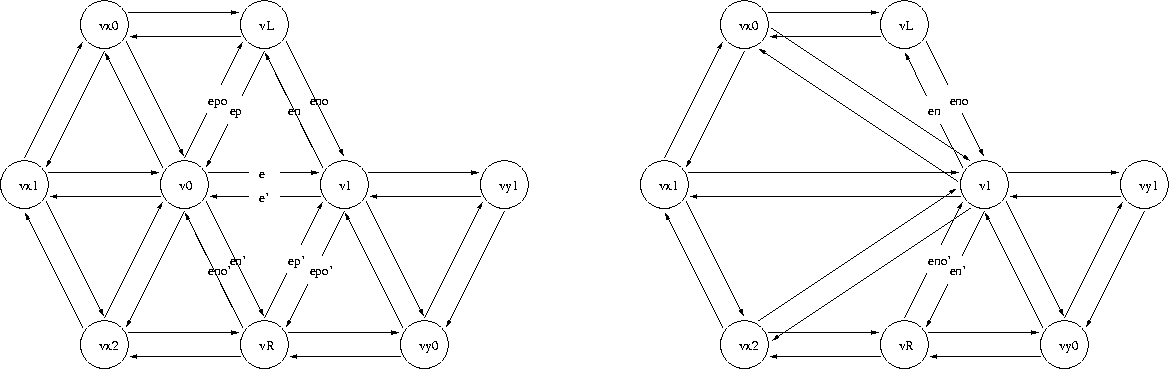 vx0 vL vx0 vL
epo eno eno
ep en en
e
vx1 v0 v1 vy1 vx1 v1 vy1
e'
en' ep' eno'
eno' epo' en'
vx2 vR vy0 vx2 vR vy0